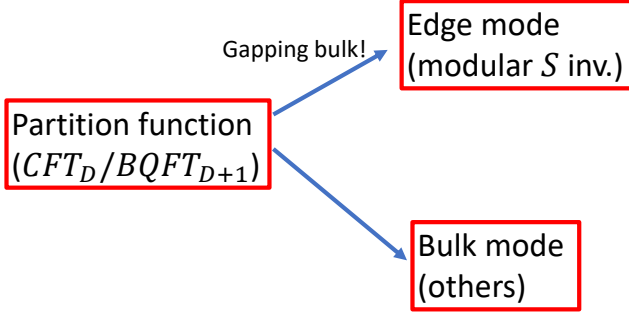 Gapping bulk!
Edge mode
(modular S inv.)
Partition function
(CFT_D/BQFT_{D+1})
Bulk mode
(others)